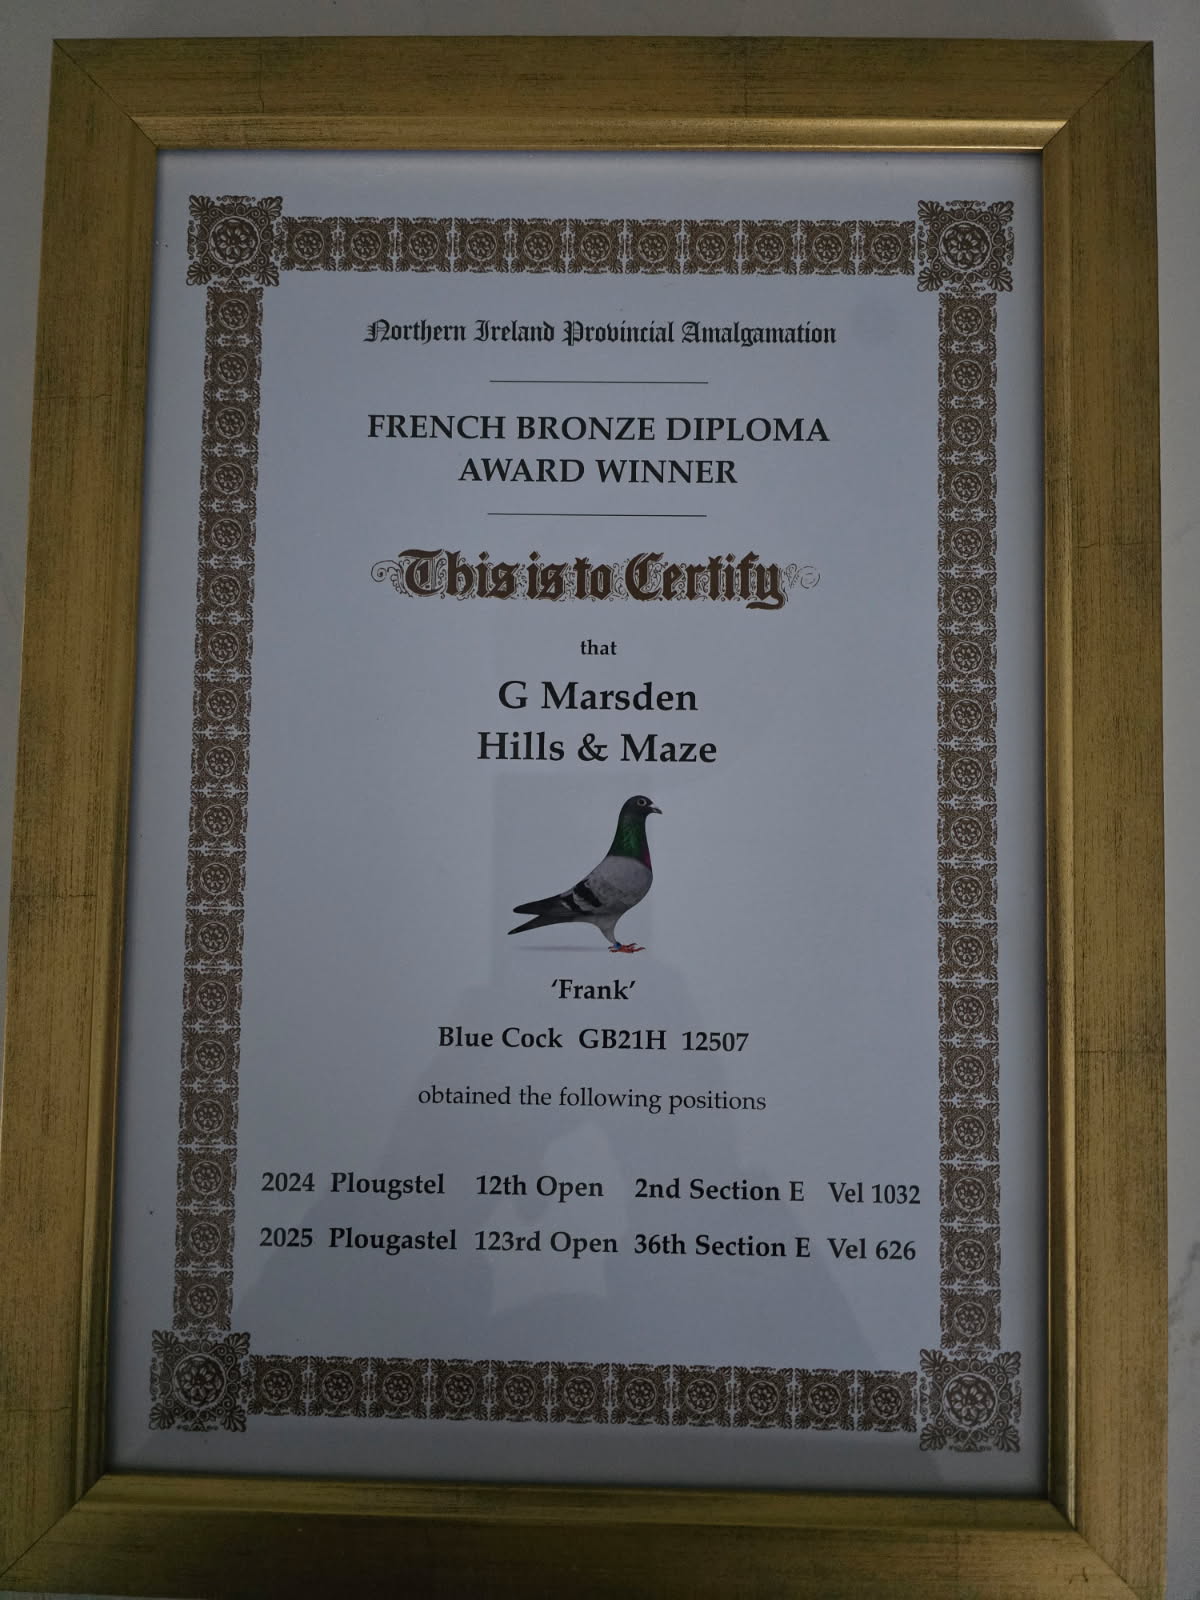 Northern Ireland Provincial Amalgamation
FRENCH BRONZE DIPLOMA
AWARD WINNER
This is to Certify
that
G Marsden
Hills & Maze
‘Frank’
Blue Cock GB21H 12507
obtained the following positions
2024 Plougstel 12th Open 2nd Section E Vel 1032
2025 Plougastel 123rd Open 36th Section E Vel 626